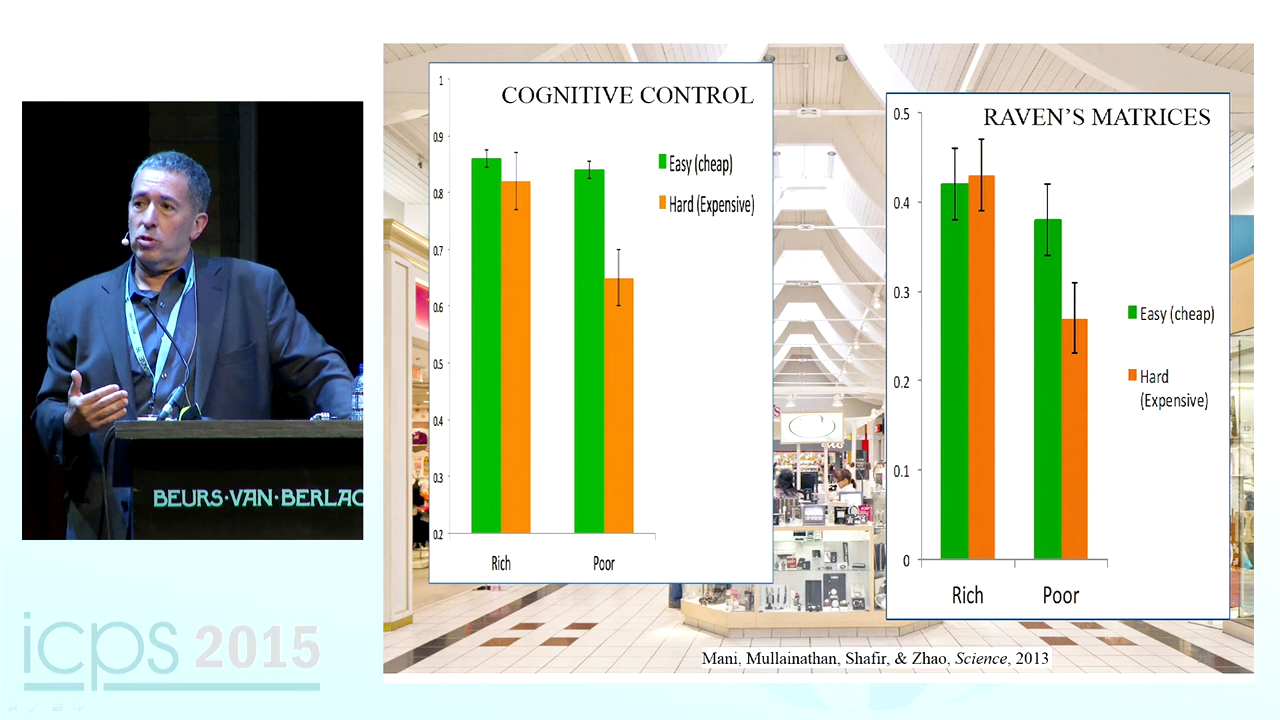 BEURS·VAN·BERLAG
icps 2015
COGNITIVE CONTROL
1
0.9
0.8
0.7
0.6
0.5
0.4
0.3
0.2
Easy (cheap)
Hard (Expensive)
Rich
Poor
RAVEN’S MATRICES
0.5
0.4
0.3
0.2
0.1
0
Easy (cheap)
Hard
(Expensive)
Rich
Poor
Mani, Mullainathan, Shafir, & Zhao, Science, 2013